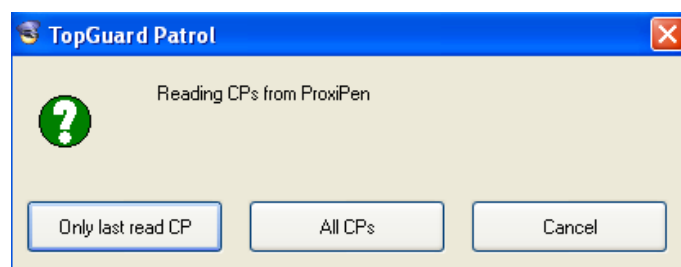 TopGuard Patrol
Reading CPs from ProxiPen
Only last read CP
All CPs
Cancel